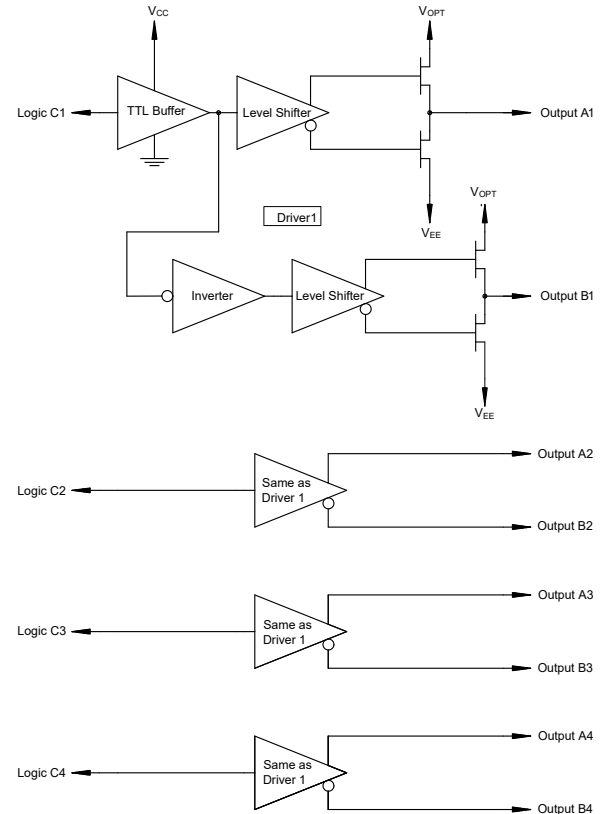 VCC
VOPT
Logic C1
TTL Buffer
Level Shifter
Output A1
Driver1
VEE
VOPT
Inverter
Level Shifter
Output B1
VEE
Output A2
Logic C2
Same as
Driver 1
Output B2
Output A3
Logic C3
Same as
Driver 1
Output B3
Output A4
Logic C4
Same as
Driver 1
Output B4